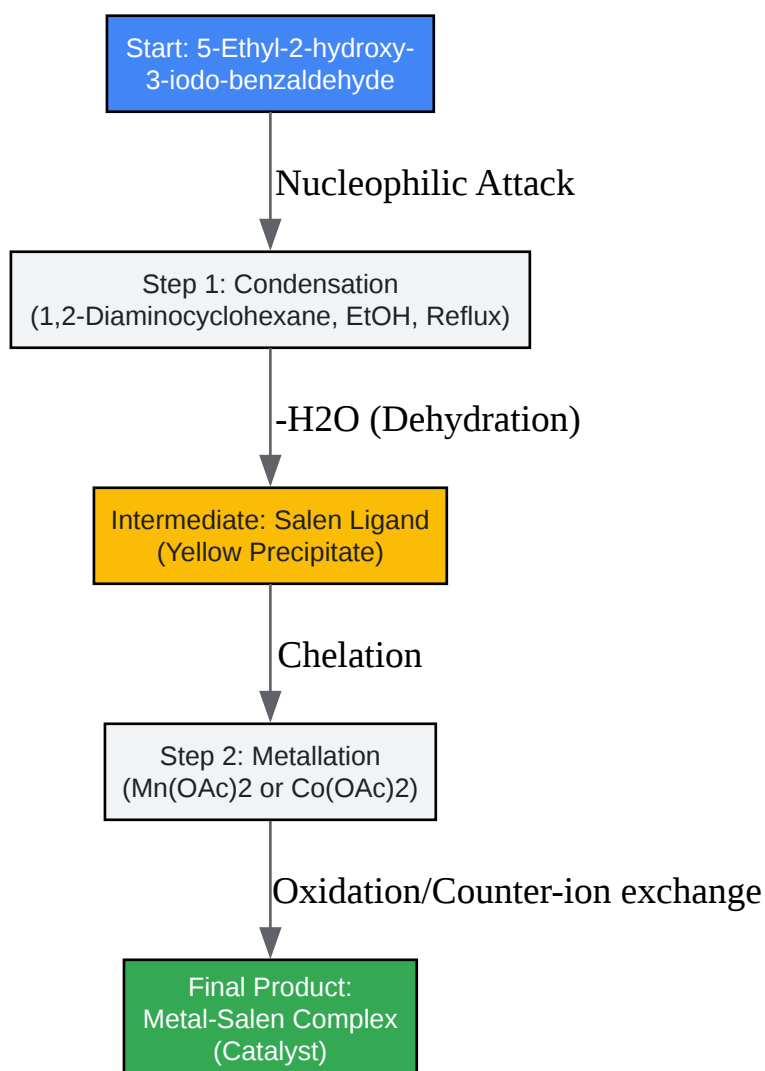 Start: 5-Ethyl-2-hydroxy-
3-iodo-benzaldehyde
Nucleophilic Attack
Step 1: Condensation
(1,2-Diaminocyclohexane, EtOH, Reflux)
-H2O (Dehydration)
Intermediate: Salen Ligand
(Yellow Precipitate)
Chelation
Step 2: Metallation
(Mn(OAc)2 or Co(OAc)2)
Oxidation/Counter-ion exchange
Final Product:
Metal-Salen Complex
(Catalyst)